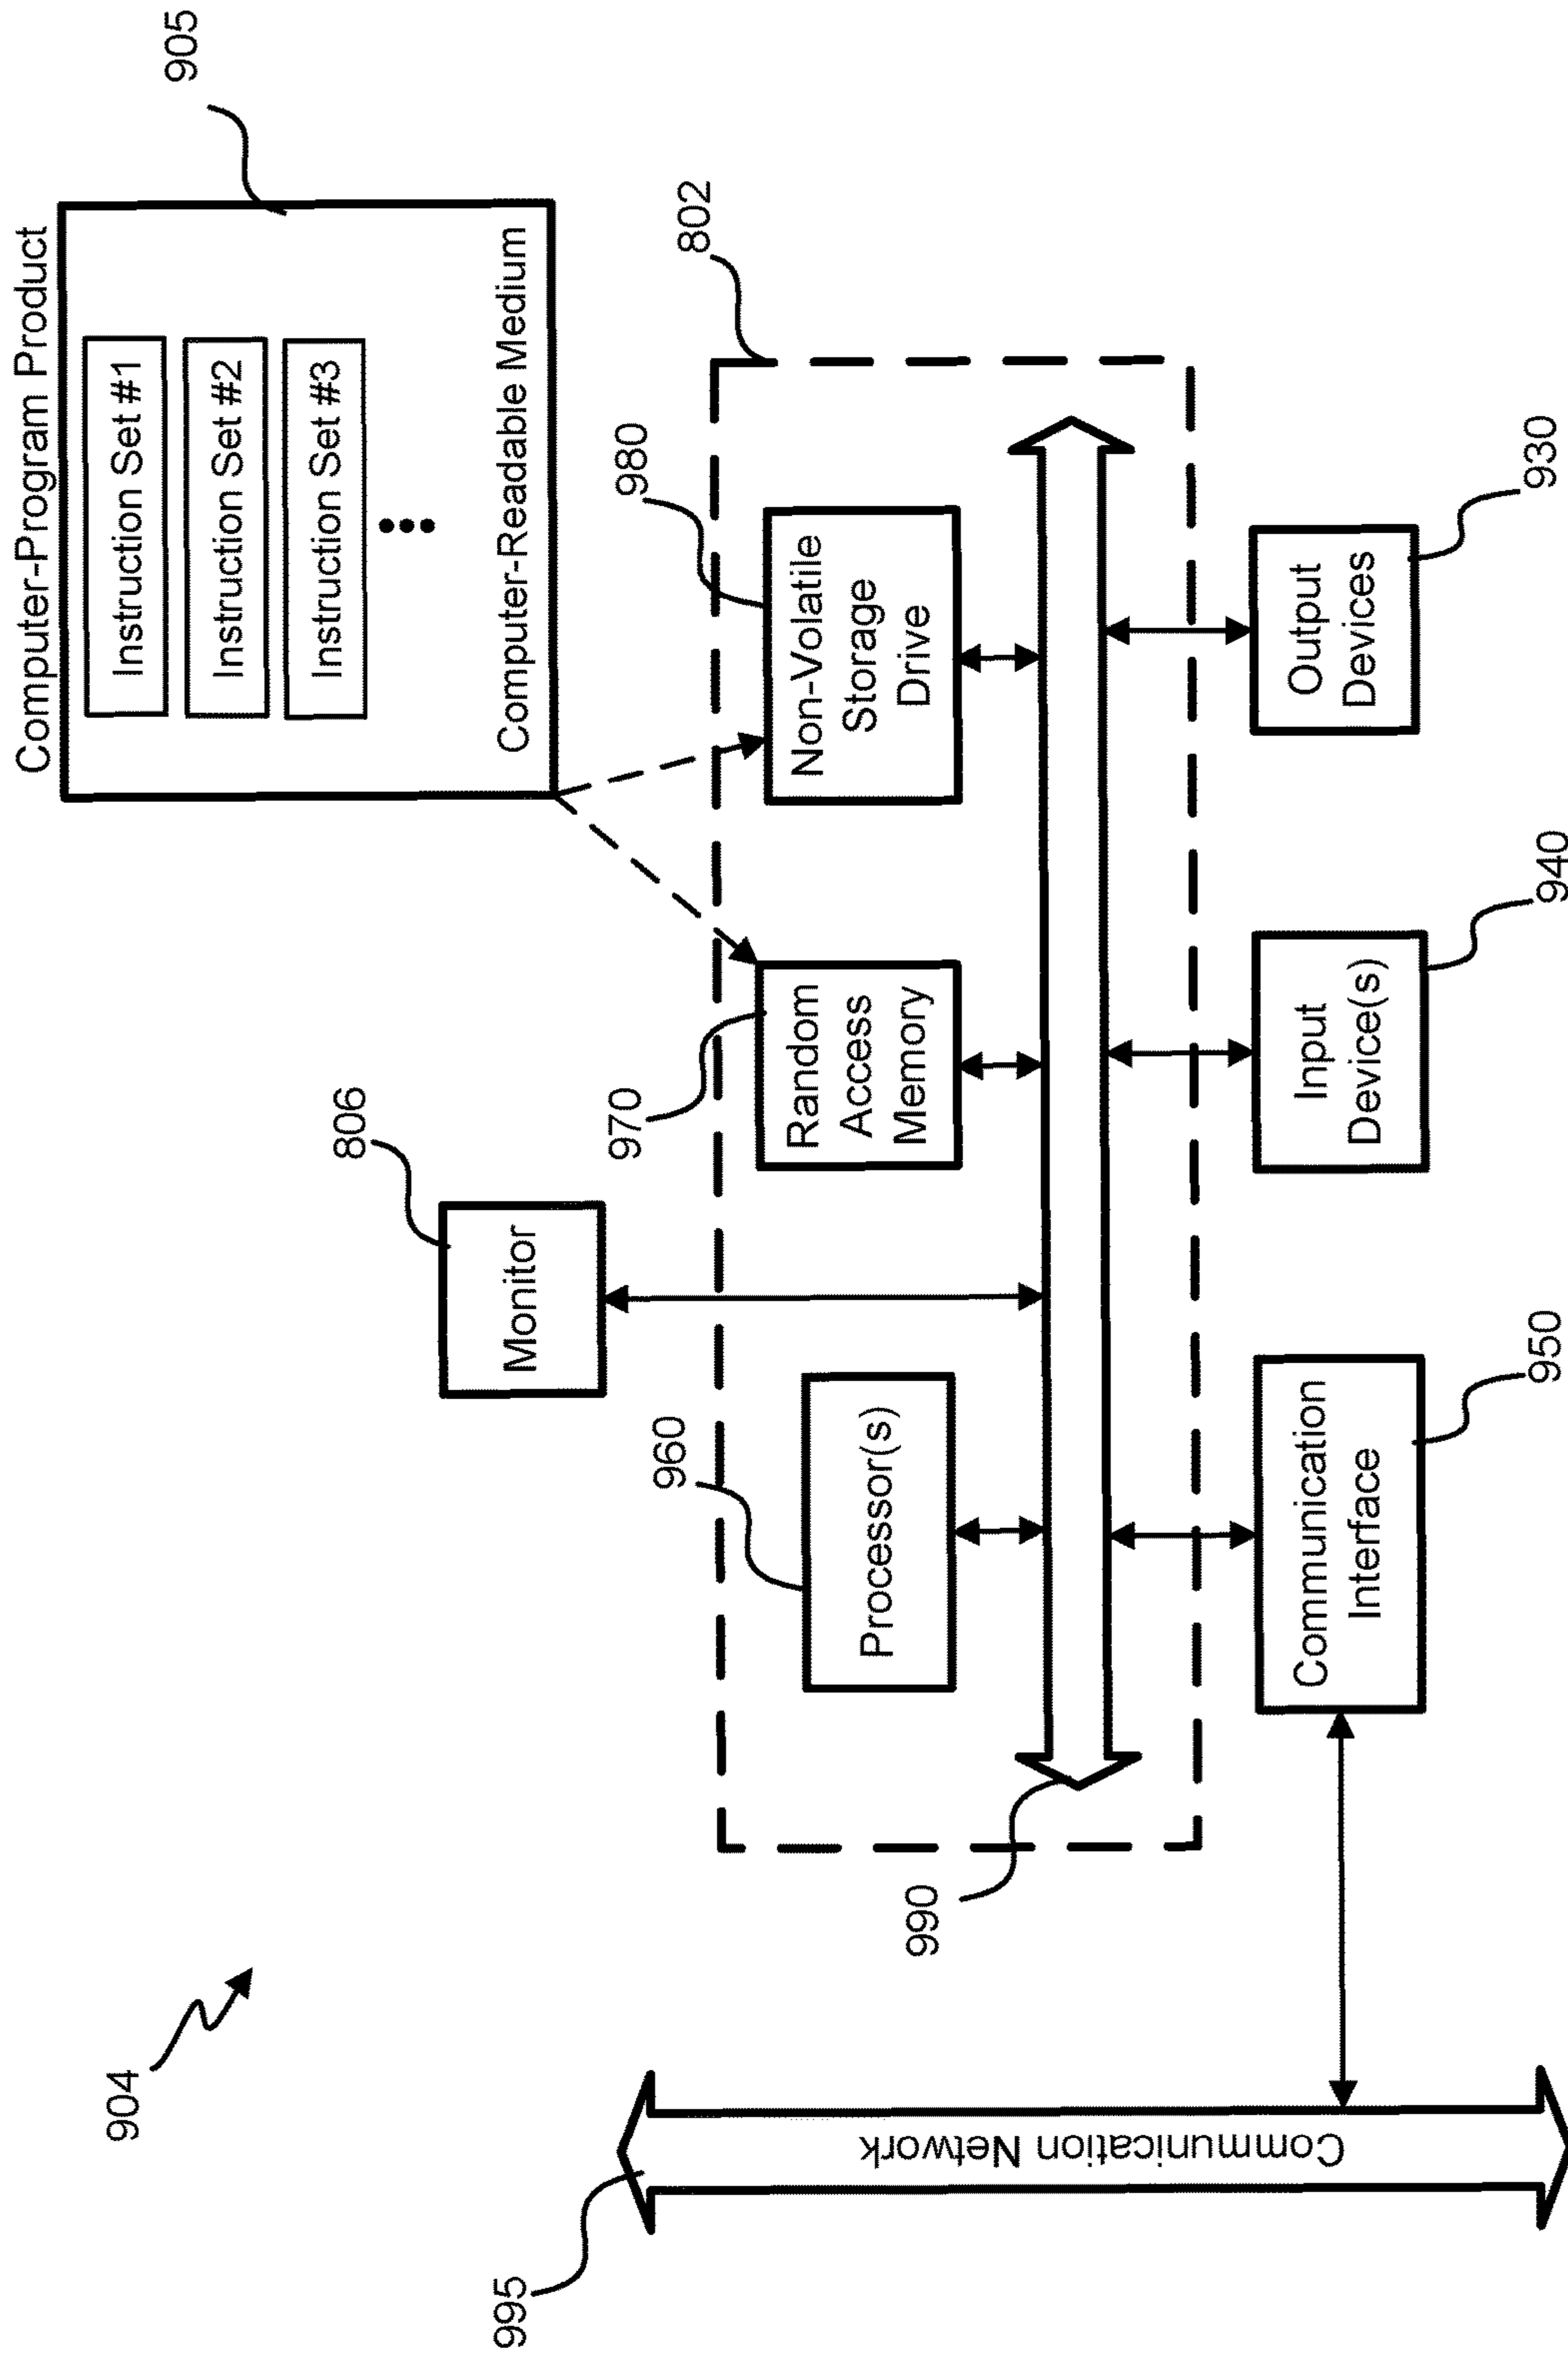 904
Computer-Program Product
905
Instruction Set #1
Instruction Set #2
Instruction Set #3
Computer-Readable Medium
806
Monitor
802
960
970
980
Processor(s)
Random
Access
Memory
Non-Volatile
Storage
Drive
990
995
Communication Network
Communication
Interface
950
Input
Device(s)
940
Output
Devices
930